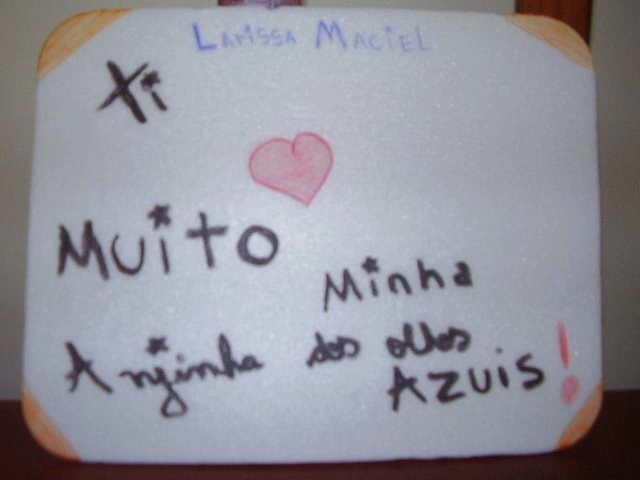 Larissa Maciel
ti
Muito
Minha
Anjinha dos olhos
Azuis!